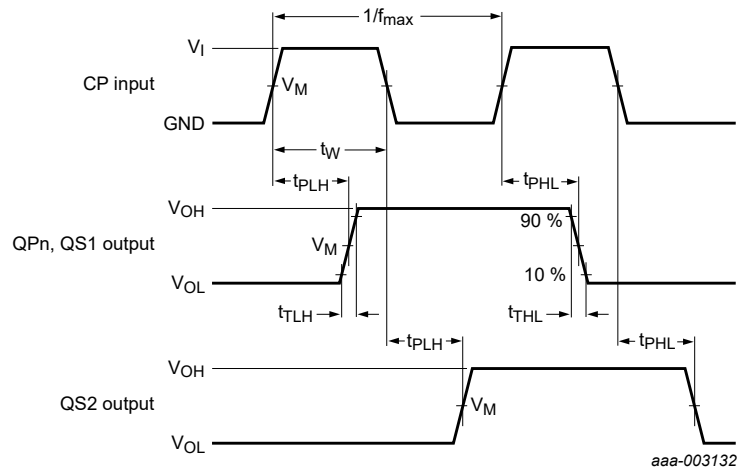 1/fmax
VI
CP input
VM
GND
tW
tPLH
tPHL
VOH
90 %
QPn, QS1 output
VM
10 %
VOL
tTLH
tTHL
tPLH
tPHL
VOH
QS2 output
VM
VOL
aaa-003132